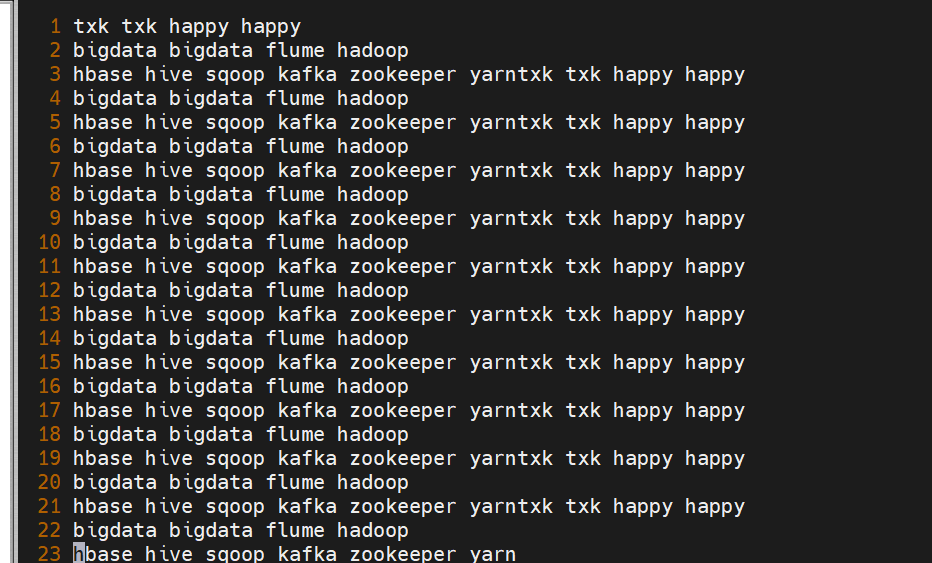 1 txk txk happy happy
2 bigdata bigdata flume hadoop
3 hbase hive sqoop kafka zookeeper yarntxk txk happy happy
4 bigdata bigdata flume hadoop
5 hbase hive sqoop kafka zookeeper yarntxk txk happy happy
6 bigdata bigdata flume hadoop
7 hbase hive sqoop kafka zookeeper yarntxk txk happy happy
8 bigdata bigdata flume hadoop
9 hbase hive sqoop kafka zookeeper yarntxk txk happy happy
10 bigdata bigdata flume hadoop
11 hbase hive sqoop kafka zookeeper yarntxk txk happy happy
12 bigdata bigdata flume hadoop
13 hbase hive sqoop kafka zookeeper yarntxk txk happy happy
14 bigdata bigdata flume hadoop
15 hbase hive sqoop kafka zookeeper yarntxk txk happy happy
16 bigdata bigdata flume hadoop
17 hbase hive sqoop kafka zookeeper yarntxk txk happy happy
18 bigdata bigdata flume hadoop
19 hbase hive sqoop kafka zookeeper yarntxk txk happy happy
20 bigdata bigdata flume hadoop
21 hbase hive sqoop kafka zookeeper yarntxk txk happy happy
22 bigdata bigdata flume hadoop
23 hbase hive sqoop kafka zookeeper yarn